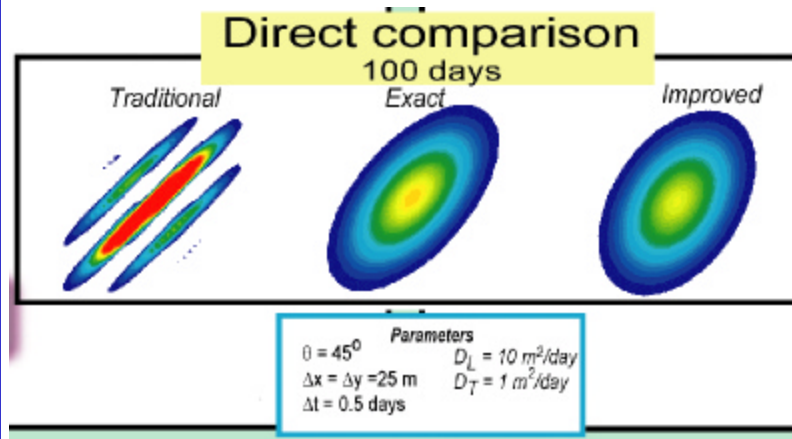 Direct comparison
100 days
Traditional Exact Improved
Parameters
θ = 45⁰
D_L = 10 m²/day
Δx = Δy =25 m
D_T = 1 m²/day
Δt = 0.5 days